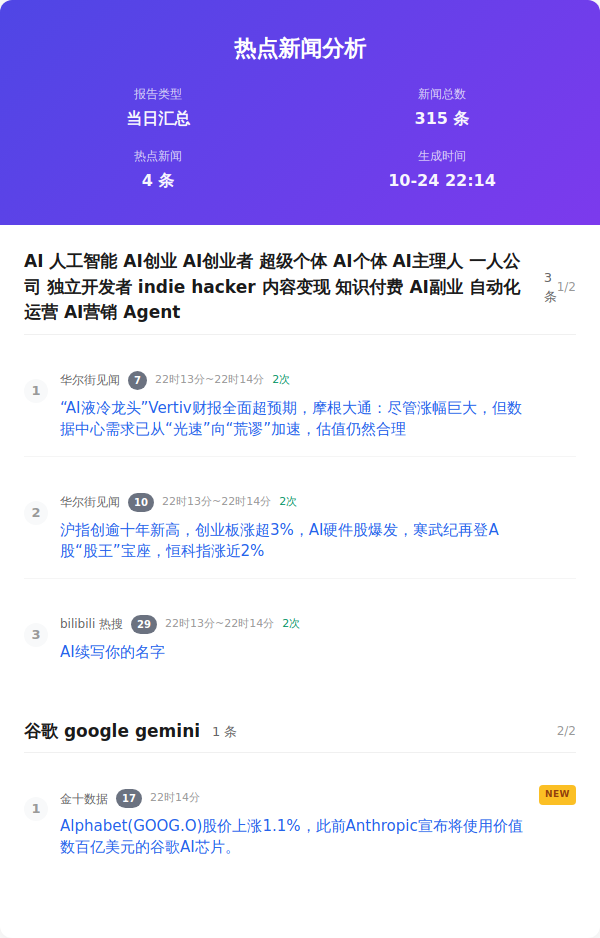 热点新闻分析
报告类型
新闻总数
当日汇总
315 条
热点新闻
生成时间
4 条
10-24 22:14
AI 人工智能 AI创业 AI创业者 超级个体 AI个体 AI主理人 一人公
司 独立开发者 indie hacker 内容变现 知识付费 AI副业 自动化
运营 AI营销 Agent
3
条
1/2
1
华尔街见闻 7 22时13分~22时14分 2次
“AI液冷龙头”Vertiv财报全面超预期，摩根大通：尽管涨幅巨大，但数
据中心需求已从“光速”向“荒谬”加速，估值仍然合理
2
华尔街见闻 10 22时13分~22时14分 2次
沪指创逾十年新高，创业板涨超3%，AI硬件股爆发，寒武纪再登A
股“股王”宝座，恒科指涨近2%
3
bilibili 热搜 29 22时13分~22时14分 2次
AI续写你的名字
谷歌 google gemini 1 条 2/2
1
金十数据 17 22时14分 NEW
Alphabet(GOOG.O)股价上涨1.1%，此前Anthropic宣布将使用价值
数百亿美元的谷歌AI芯片。